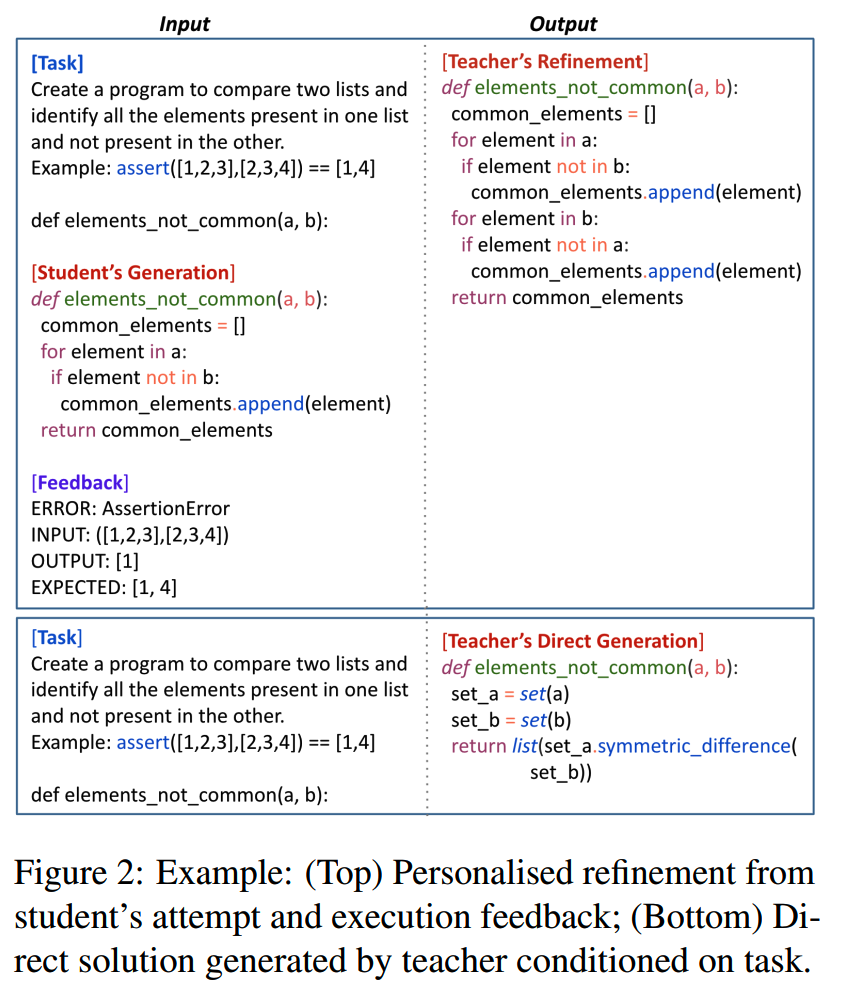 Input
Output
[Task]
Create a program to compare two lists and
identify all the elements present in one list
and not present in the other.
Example: assert([1,2,3],[2,3,4]) == [1,4]
def elements_not_common(a, b):
[Student’s Generation]
def elements_not_common(a, b):
common_elements = []
for element in a:
if element not in b:
common_elements.append(element)
return common_elements
[Feedback]
ERROR: AssertionError
INPUT: ([1,2,3],[2,3,4])
OUTPUT: [1]
EXPECTED: [1, 4]
[Teacher’s Refinement]
def elements_not_common(a, b):
common_elements = []
for element in a:
if element not in b:
common_elements.append(element)
for element in b:
if element not in a:
common_elements.append(element)
return common_elements
[Task]
Create a program to compare two lists and
identify all the elements present in one list
and not present in the other.
Example: assert([1,2,3],[2,3,4]) == [1,4]
def elements_not_common(a, b):
[Teacher’s Direct Generation]
def elements_not_common(a, b):
set_a = set(a)
set_b = set(b)
return list(set_a.symmetric_difference(
set_b))
Figure 2: Example: (Top) Personalised refinement from
student’s attempt and execution feedback; (Bottom) Di-
rect solution generated by teacher conditioned on task.